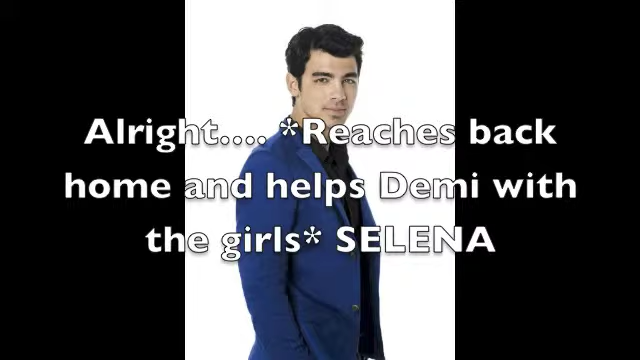 Alright.... *Reaches back
home and helps Demi with
the girls* SELENA